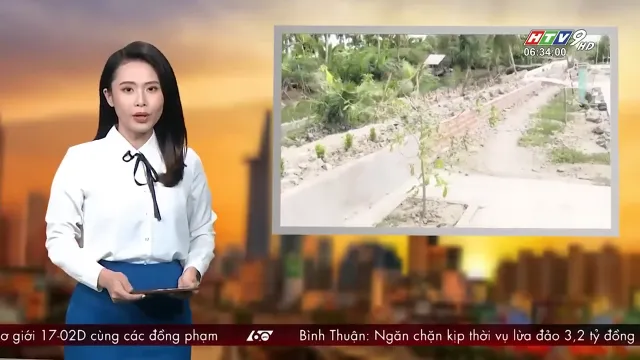 HTV9 HD
06:34:00
ơ giới 17-02D cùng các đồng phạm
60
Bình Thuận: Ngăn chặn kịp thời vụ lừa đảo 3,2 tỷ đồng